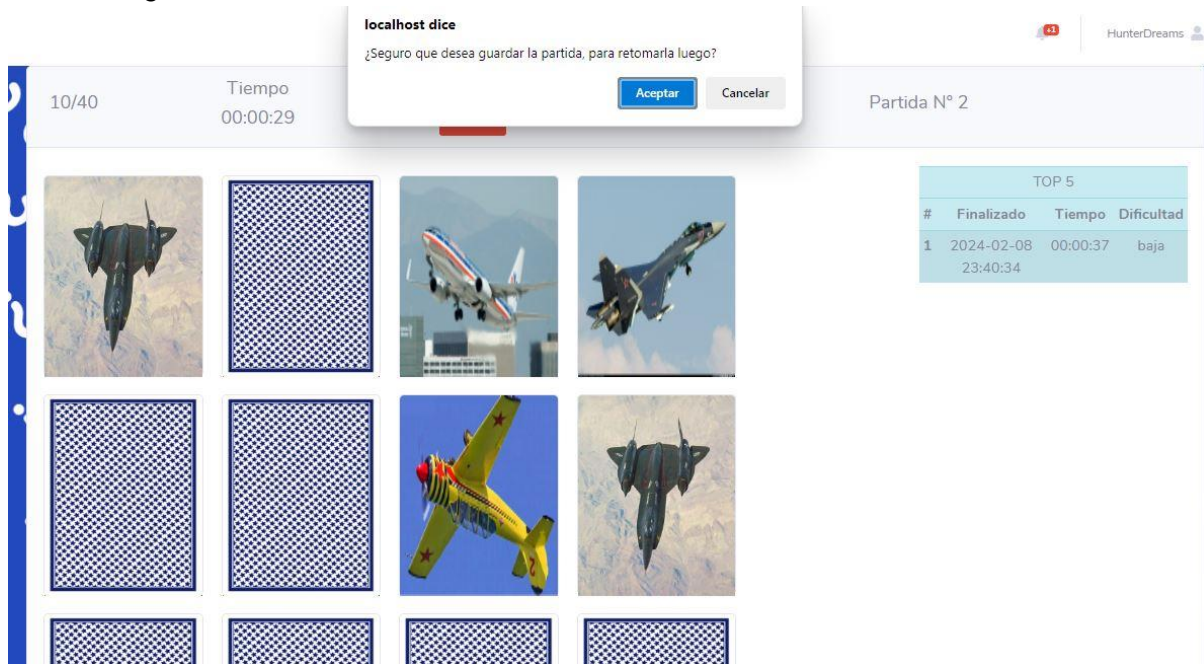 localhost dice
¿Seguro que desea guardar la partida, para retomarla luego?
Aceptar Cancelar
+1
HunterDreams
10/40
Tiempo
00:00:29
Partida N° 2
TOP 5
# Finalizado Tiempo Dificultad
1 2024-02-08 00:00:37 baja
23:40:34